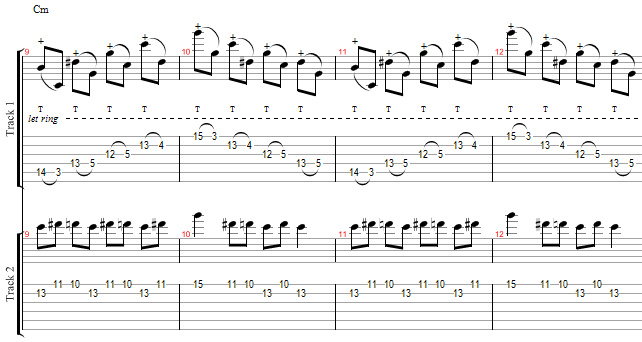 Cm
9 10 11 12
T T T T T T T T T T T T T T T T
let ring
Track 1
15 3 15 3
13 4 13 4 13 4 13 4
12 5 12 5 12 5 12 5
13 5 13 5 13 5 13 5
14 3 14 3
9 10 11 12
Track 2
11 10 11 10 11 15 11 10 10 11 10 11 10 11 15 11 10 10
13 13 13 13 13 13 13 13 13 13